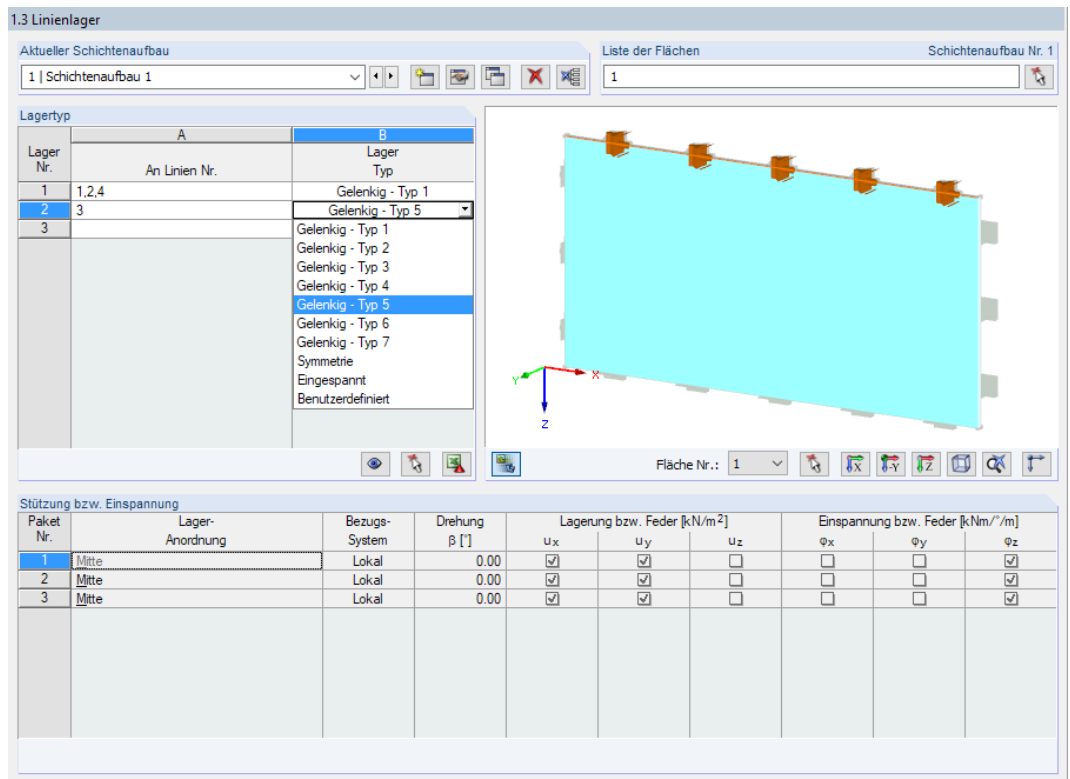 1.3 Linienlager
Aktueller Schichtenaufbau
1 | Schichtenaufbau 1
Liste der Flächen Schichtenaufbau Nr. 1
1
Lagertyp
A B
Lager Nr. An Linien Nr. Lager Typ
1 1,2,4 Gelenkig - Typ 1
2 3 Gelenkig - Typ 5
3
Gelenkig - Typ 1
Gelenkig - Typ 2
Gelenkig - Typ 3
Gelenkig - Typ 4
Gelenkig - Typ 5
Gelenkig - Typ 6
Gelenkig - Typ 7
Symmetrie
Eingespannt
Benutzerdefiniert
Y X
Z
Fläche Nr.: 1 X -Y Z
Stützung bzw. Einspannung
Paket Lager- Bezugs- Drehung Lagerung bzw. Feder [kN/m²] Einspannung bzw. Feder [kNm/°/m]
Nr. Anordnung System β [°] ux uy uz φx φy φz
1 Mitte Lokal 0.00
2 Mitte Lokal 0.00
3 Mitte Lokal 0.00